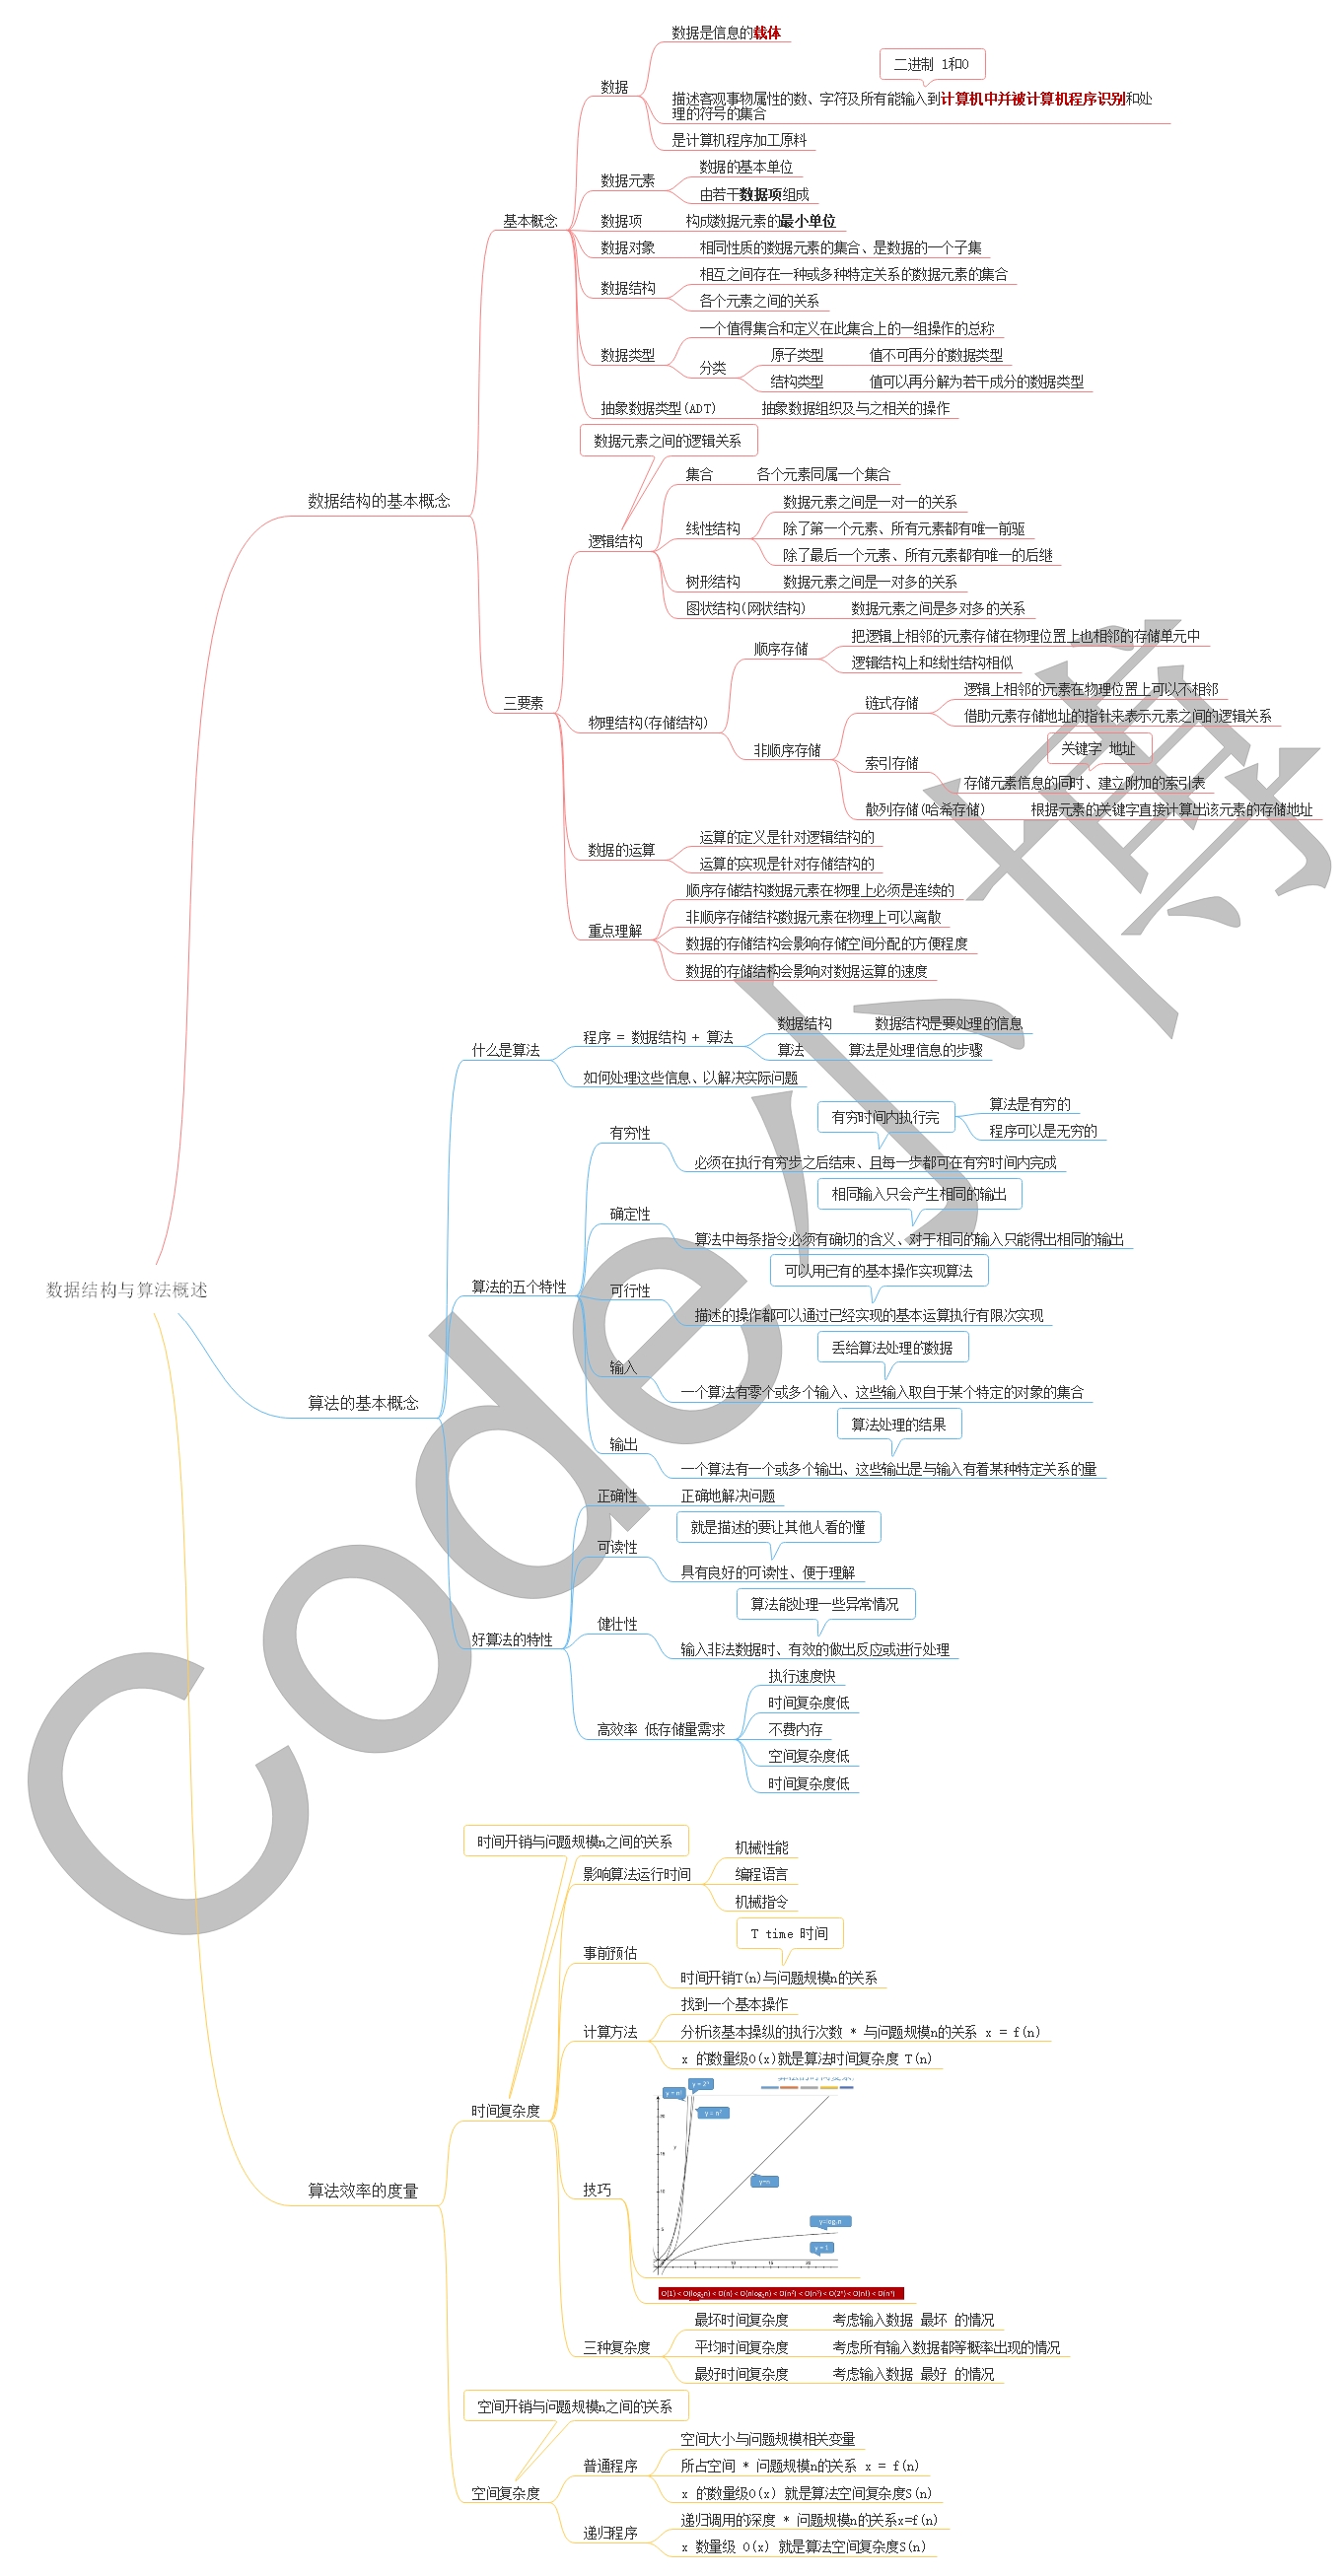 数据结构与算法概述
数据结构的基本概念
基本概念
数据
数据是信息的载体
二进制 1和0
描述客观事物属性的数、字符及所有能输入到计算机中并被计算机程序识别和处
理的符号的集合
是计算机程序加工原料
数据元素
数据的基本单位
由若干数据项组成
数据项
构成数据元素的最小单位
数据对象
相同性质的数据元素的集合、是数据的一个子集
数据结构
相互之间存在一种或多种特定关系的数据元素的集合
各个元素之间的关系
数据类型
一个值得集合和定义在此集合上的一组操作的总称
分类
原子类型
值不可再分的数据类型
结构类型
值可以再分解为若干成分的数据类型
抽象数据类型(ADT)
抽象数据组织及与之相关的操作
三要素
数据元素之间的逻辑关系
逻辑结构
集合
各个元素同属一个集合
线性结构
数据元素之间是一对一的关系
除了第一个元素、所有元素都有唯一前驱
除了最后一个元素、所有元素都有唯一的后继
树形结构
数据元素之间是一对多的关系
图状结构(网状结构)
数据元素之间是多对多的关系
物理结构(存储结构)
顺序存储
把逻辑上相邻的元素存储在物理位置上也相邻的存储单元中
逻辑结构上和线性结构相似
非顺序存储
链式存储
逻辑上相邻的元素在物理位置上可以不相邻
借助元素存储地址的指针来表示元素之间的逻辑关系
索引存储
关键字 地址
存储元素信息的同时、建立附加的索引表
散列存储(哈希存储)
根据元素的关键字直接计算出该元素的存储地址
数据的运算
运算的定义是针对逻辑结构的
运算的实现是针对存储结构的
重点理解
顺序存储结构数据元素在物理上必须是连续的
非顺序存储结构数据元素在物理上可以离散
数据的存储结构会影响存储空间分配的方便程度
数据的存储结构会影响对数据运算的速度
算法的基本概念
什么是算法
程序 = 数据结构 + 算法
数据结构
数据结构是要处理的信息
算法
算法是处理信息的步骤
如何处理这些信息、以解决实际问题
算法的五个特性
有穷性
有穷时间内执行完
算法是有穷的
程序可以是无穷的
必须在执行有穷步之后结束、且每一步都可在有穷时间内完成
确定性
相同输入只会产生相同的输出
算法中每条指令必须有确切的含义、对于相同的输入只能得出相同的输出
可行性
可以用已有的基本操作实现算法
描述的操作都可以通过已经实现的基本运算执行有限次实现
输入
丢给算法处理的数据
一个算法有零个或多个输入、这些输入取自于某个特定的对象的集合
输出
算法处理的结果
一个算法有一个或多个输出、这些输出是与输入有着某种特定关系的量
好算法的特性
正确性
正确地解决问题
可读性
就是描述的要让其他人看的懂
具有良好的可读性、便于理解
健壮性
算法能处理一些异常情况
输入非法数据时、有效的做出反应或进行处理
高效率 低存储量需求
执行速度快
时间复杂度低
不费内存
空间复杂度低
时间复杂度低
算法效率的度量
时间开销与问题规模n之间的关系
时间复杂度
影响算法运行时间
机械性能
编程语言
机械指令
事前预估
T time 时间
时间开销T(n)与问题规模n的关系
计算方法
找到一个基本操作
分析该基本操纵的执行次数 * 与问题规模n的关系 x = f(n)
x 的数量级O(x)就是算法时间复杂度 T(n)
技巧
y = n!
y = 2ⁿ
y = n²
y=n
y=log₂n
y = 1
O(1) < O(log₂n) < O(n) < O(nlog₂n) < O(n²) < O(n³) < O(2ⁿ) < O(n!) < O(nⁿ)
三种复杂度
最坏时间复杂度
考虑输入数据 最坏 的情况
平均时间复杂度
考虑所有输入数据都等概率出现的情况
最好时间复杂度
考虑输入数据 最好 的情况
空间开销与问题规模n之间的关系
空间复杂度
普通程序
空间大小与问题规模相关变量
所占空间 * 问题规模n的关系 x = f(n)
x 的数量级O(x) 就是算法空间复杂度S(n)
递归程序
递归调用的深度 * 问题规模n的关系x=f(n)
x 数量级 O(x) 就是算法空间复杂度S(n)